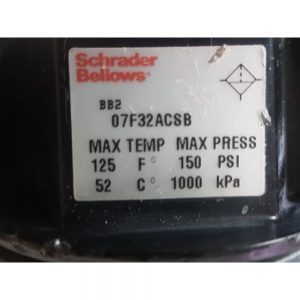 Schrader
Bellows®
BB2
07F32ACSB
MAX TEMP MAX PRESS
125 F° 150 PSI
52 C° 1000 kPa